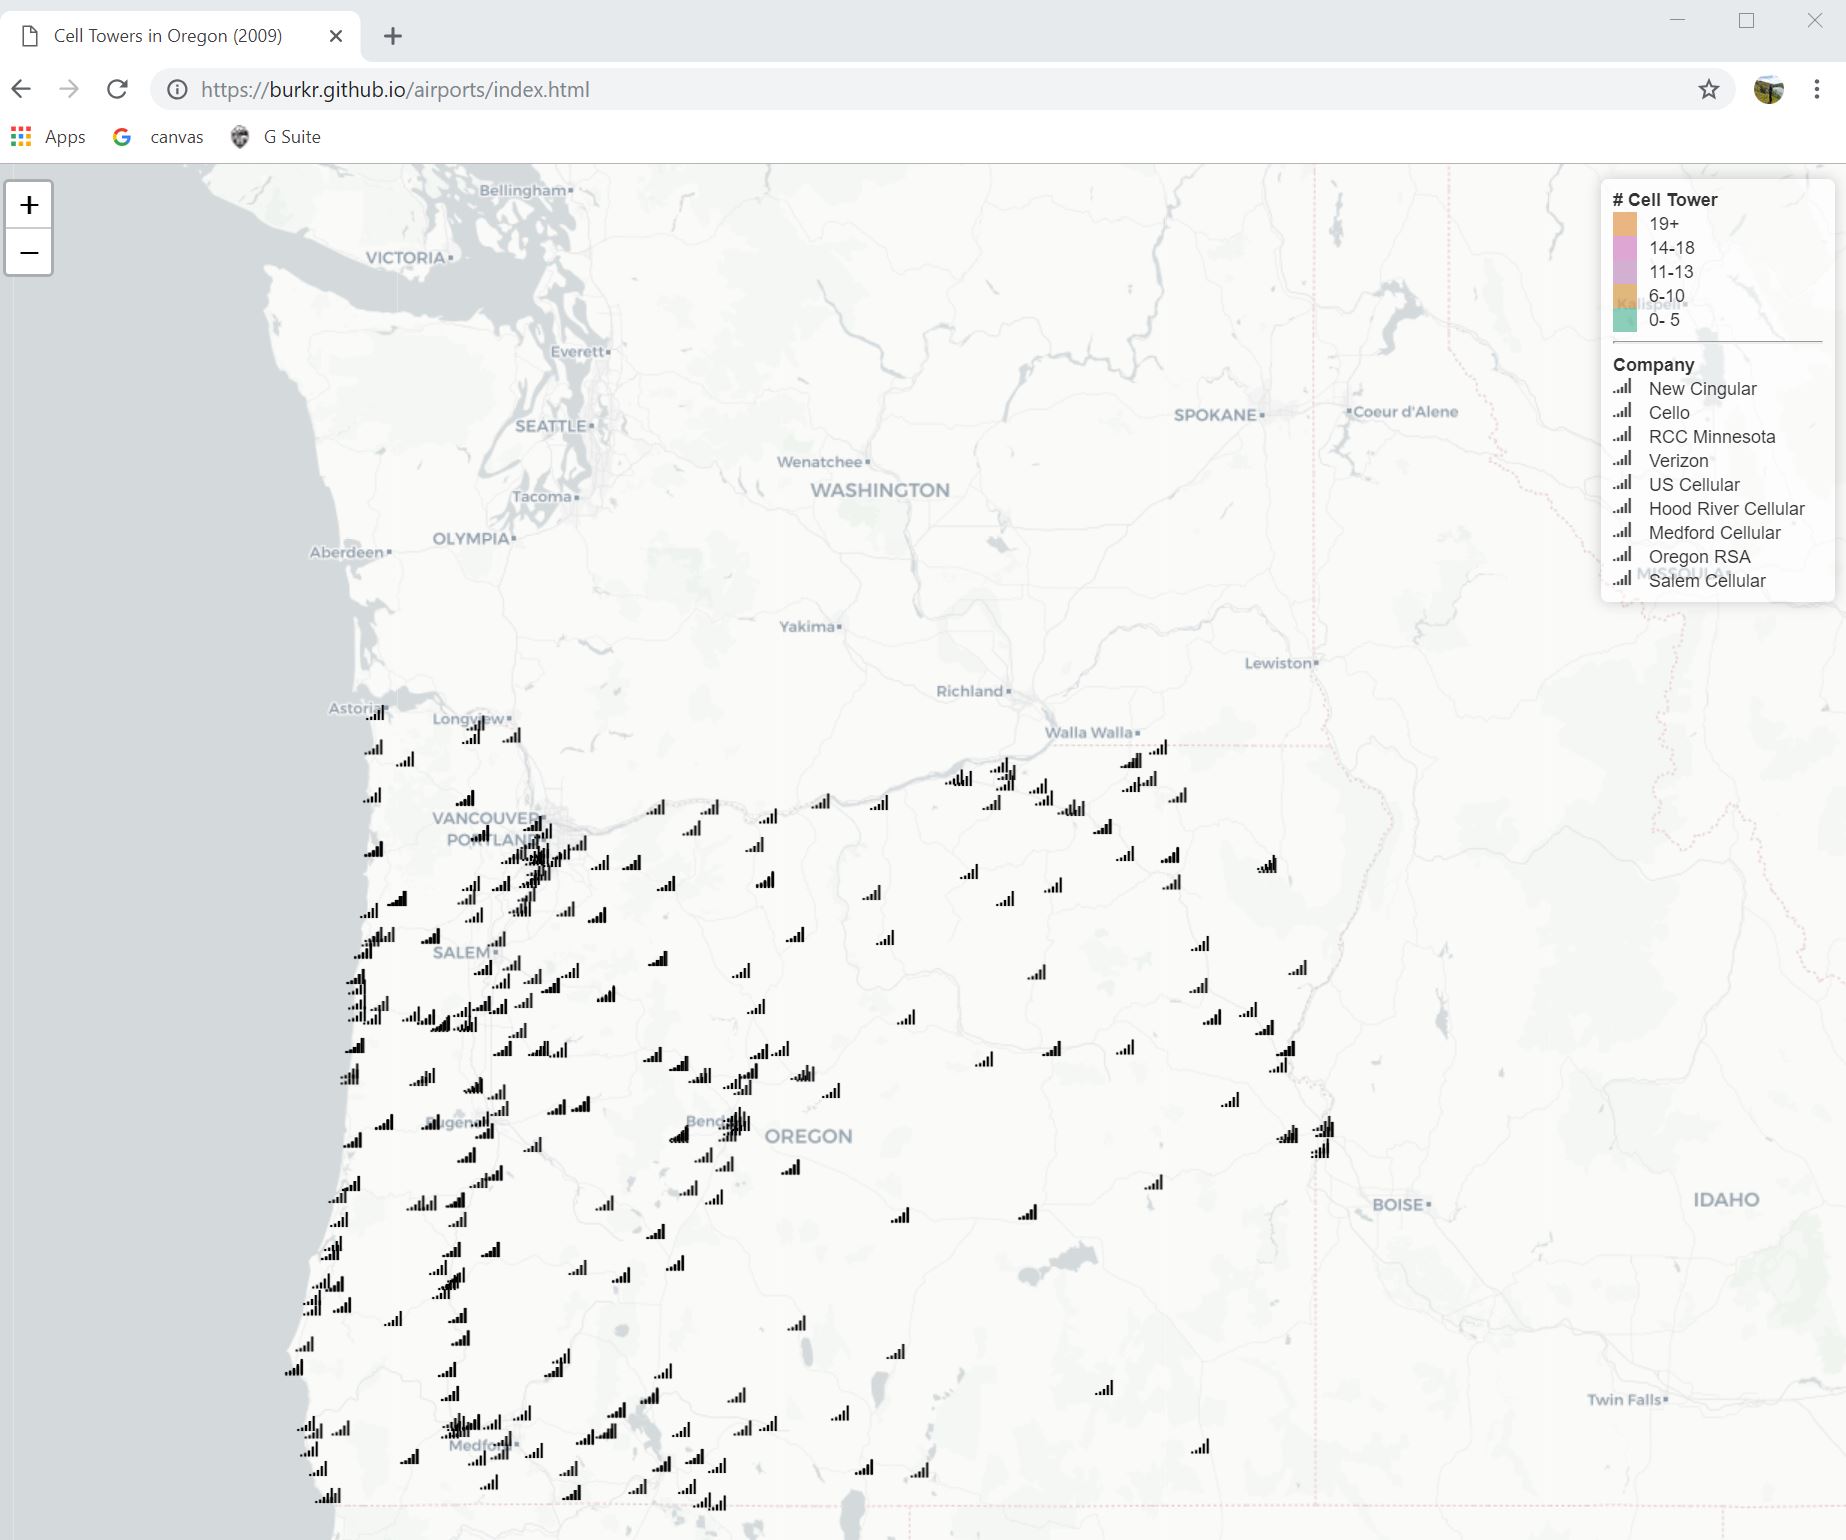 Cell Towers in Oregon (2009)
https://burkr.github.io/airports/index.html
Apps
canvas
G Suite
+
−
Bellingham
VICTORIA
Everett
SEATTLE
SPOKANE
Coeur d'Alene
Wenatchee
WASHINGTON
Tacoma
OLYMPIA
Aberdeen
Yakima
Lewiston
Richland
Astoria
Longview
Walla Walla
VANCOUVER
PORTLAND
SALEM
Eugene
Bend
OREGON
BOISE
IDAHO
Twin Falls
Medford
# Cell Tower
19+
14-18
11-13
6-10
Kalispell
0- 5
Company
New Cingular
Cello
RCC Minnesota
Verizon
US Cellular
Hood River Cellular
Medford Cellular
Oregon RSA
MISSOULA
Salem Cellular